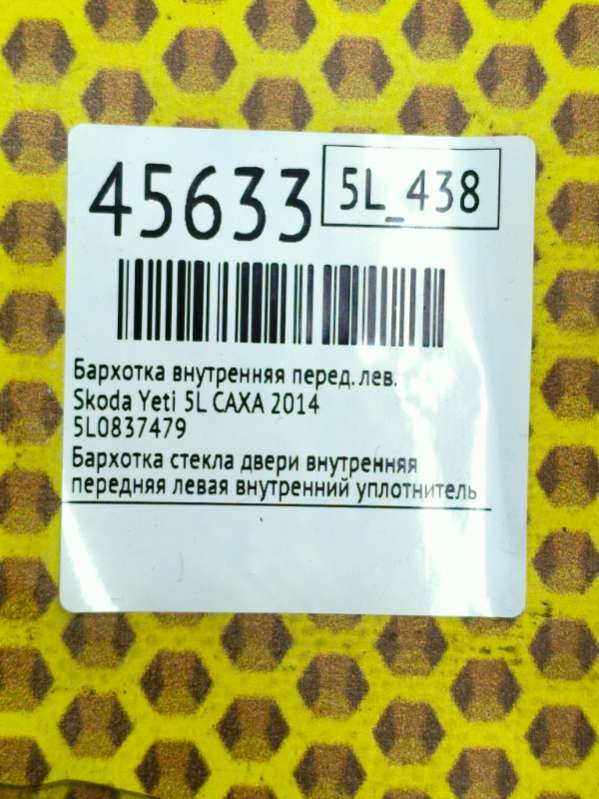 45633 5L_438
Бархотка внутренняя перед. лев.
Skoda Yeti 5L CAXA 2014
5L0837479
Бархотка стекла двери внутренняя
передняя левая внутренний уплотнитель